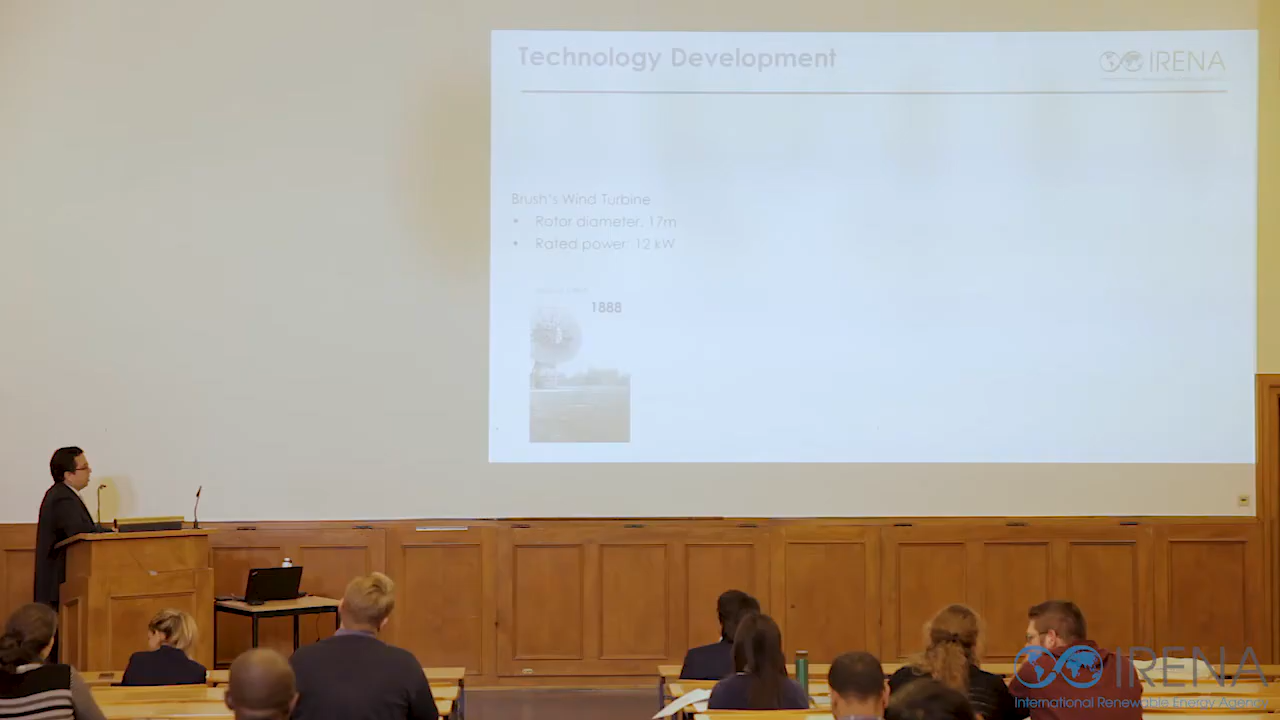 Technology Development
IRENA
Brush's Wind Turbine
• Rotor diameter: 17m
• Rated power: 12 kW
1888
IRENA
International Renewable Energy Agency